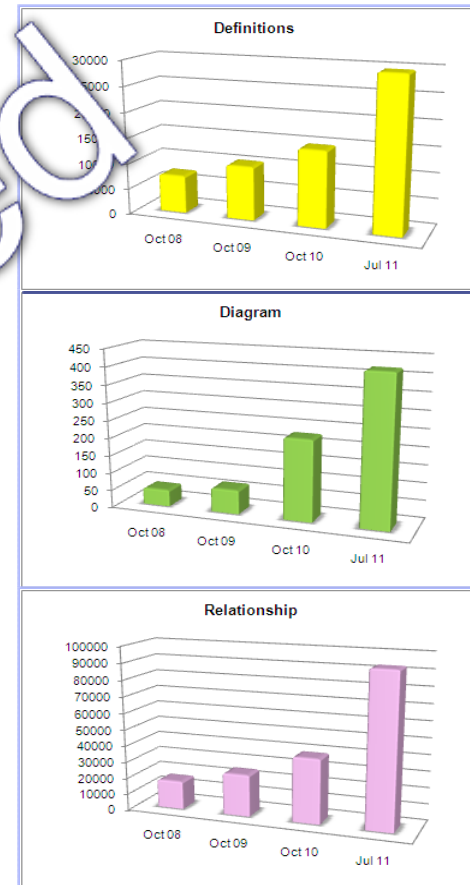 Definitions
30000
0
Oct 08
Oct 09
Oct 10
Jul 11
Diagram
450
400
350
300
250
200
150
100
50
0
Oct 08
Oct 09
Oct 10
Jul 11
Relationship
100000
90000
80000
70000
60000
50000
40000
30000
20000
10000
0
Oct 08
Oct 09
Oct 10
Jul 11